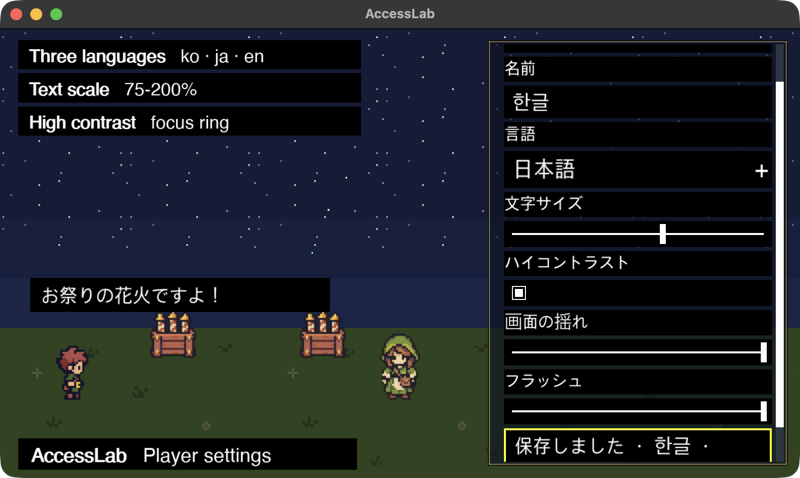 AccessLab
Three languages ko · ja · en
Text scale 75-200%
High contrast focus ring
お祭りの花火ですよ！
AccessLab Player settings
名前
한글
言語
日本語 +
文字サイズ
ハイコントラスト
画面の揺れ
フラッシュ
保存しました · 한글 ·